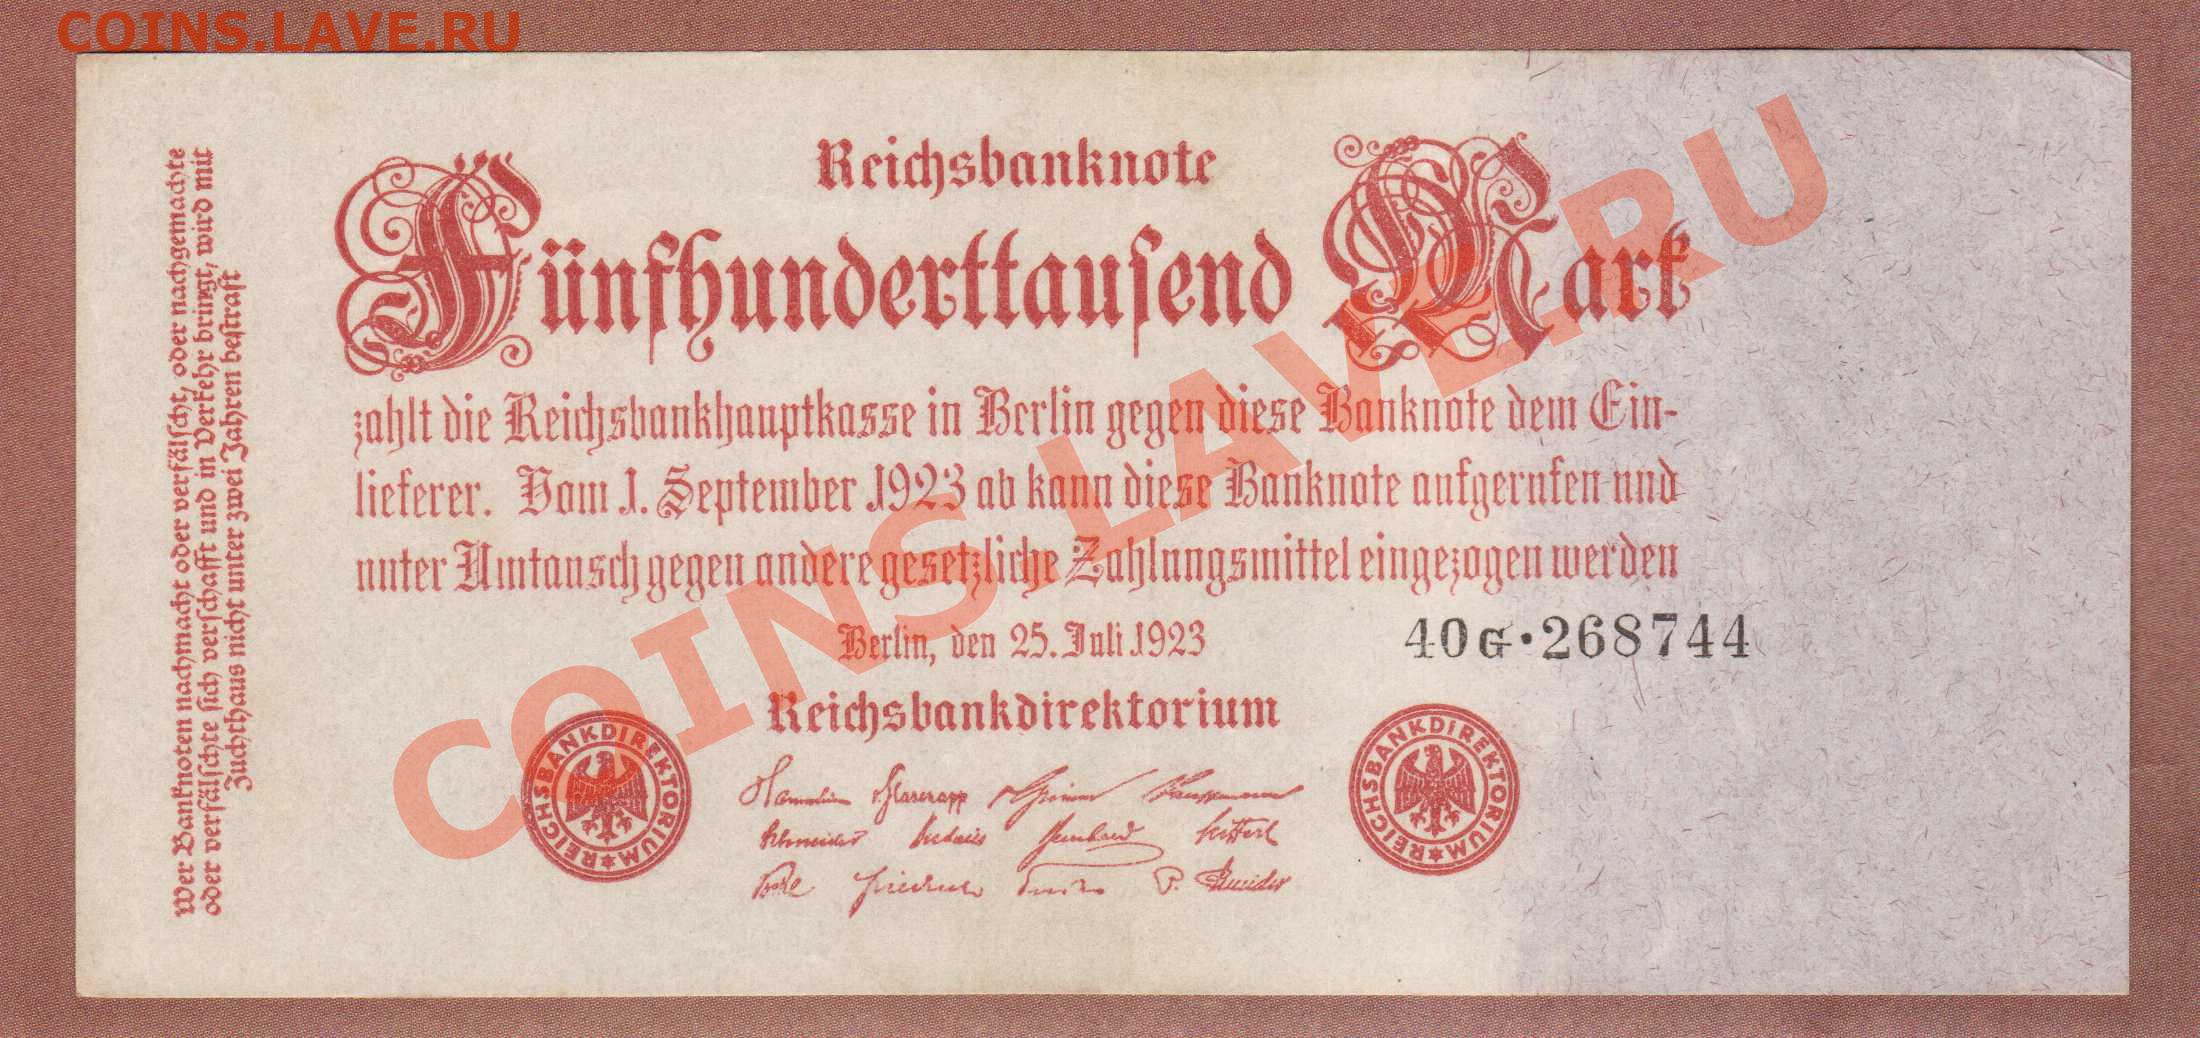 COINS.LAVE.RU
Reichsbanknote
Fünfhunderttausend Mark
zahlt die Reichsbankhauptkasse in Berlin gegen diese Banknote dem Ein-
lieferer. Vom 1. September 1923 ab kann diese Banknote aufgerufen und
unter Umtausch gegen andere gesetzliche Zahlungsmittel eingezogen werden
Berlin, den 25. Juli 1923
40G·268744
Reichsbankdirektorium
REICHSBANKDIREKTORIUM
REICHSBANKDIREKTORIUM
Schneider
P. Schneider
Wer Banknoten nachmacht oder verfälscht, oder nachgemachte
oder verfälschte sich verschafft und in Verkehr bringt, wird mit
Zuchthaus nicht unter zwei Jahren bestraft
COINS.LAVE.RU